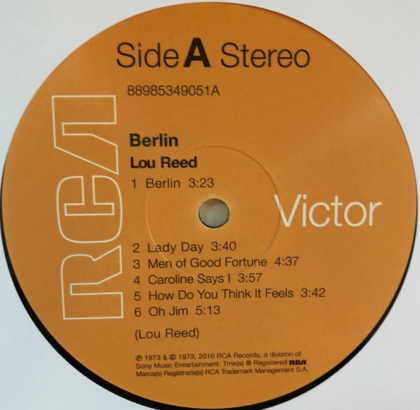 Side A Stereo
88985349051A
RCA
Berlin
Lou Reed
1 Berlin 3:23
Victor
2 Lady Day 3:40
3 Men of Good Fortune 4:37
4 Caroline Says I 3:57
5 How Do You Think It Feels 3:42
6 Oh Jim 5:13
(Lou Reed)
℗ 1973 & © 1973, 2016 RCA Records, a division of
Sony Music Entertainment. Tmk(s) ® Registered RCA
Marca(s) Registrada(s) RCA Trademark Management S.A.